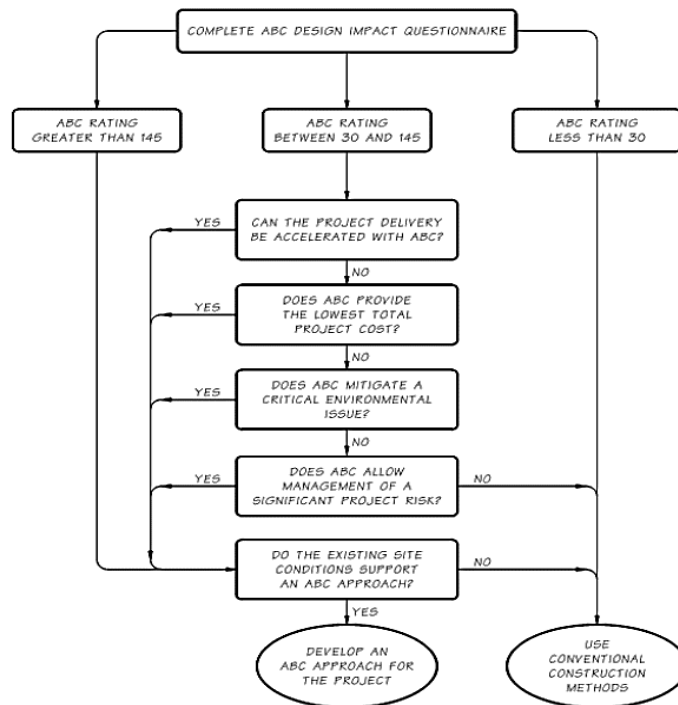 COMPLETE ABC DESIGN IMPACT QUESTIONNAIRE
ABC RATING
GREATER THAN 145
ABC RATING
BETWEEN 30 AND 145
ABC RATING
LESS THAN 30
YES
CAN THE PROJECT DELIVERY
BE ACCELERATED WITH ABC?
NO
YES
DOES ABC PROVIDE
THE LOWEST TOTAL
PROJECT COST?
NO
YES
DOES ABC MITIGATE A
CRITICAL ENVIRONMENTAL
ISSUE?
NO
YES
DOES ABC ALLOW
MANAGEMENT OF A
SIGNIFICANT PROJECT RISK?
NO
DO THE EXISTING SITE
CONDITIONS SUPPORT
AN ABC APPROACH?
NO
YES
DEVELOP AN
ABC APPROACH FOR
THE PROJECT
USE
CONVENTIONAL
CONSTRUCTION
METHODS